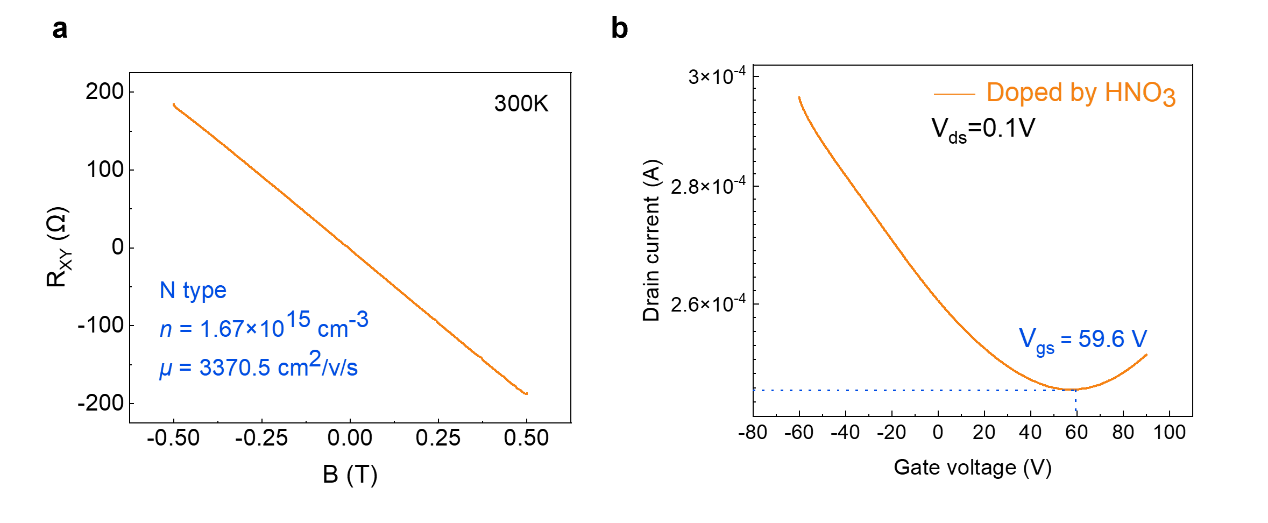 a
200
100
0
-100
-200
R_XY (Ω)
300K
N type
n = 1.67×10^15 cm^-3
μ = 3370.5 cm^2/v/s
-0.50 -0.25 0.00 0.25 0.50
B (T)
b
3×10^-4
2.8×10^-4
2.6×10^-4
Drain current (A)
Doped by HNO3
V_ds=0.1V
V_gs = 59.6 V
-80 -60 -40 -20 0 20 40 60 80 100
Gate voltage (V)